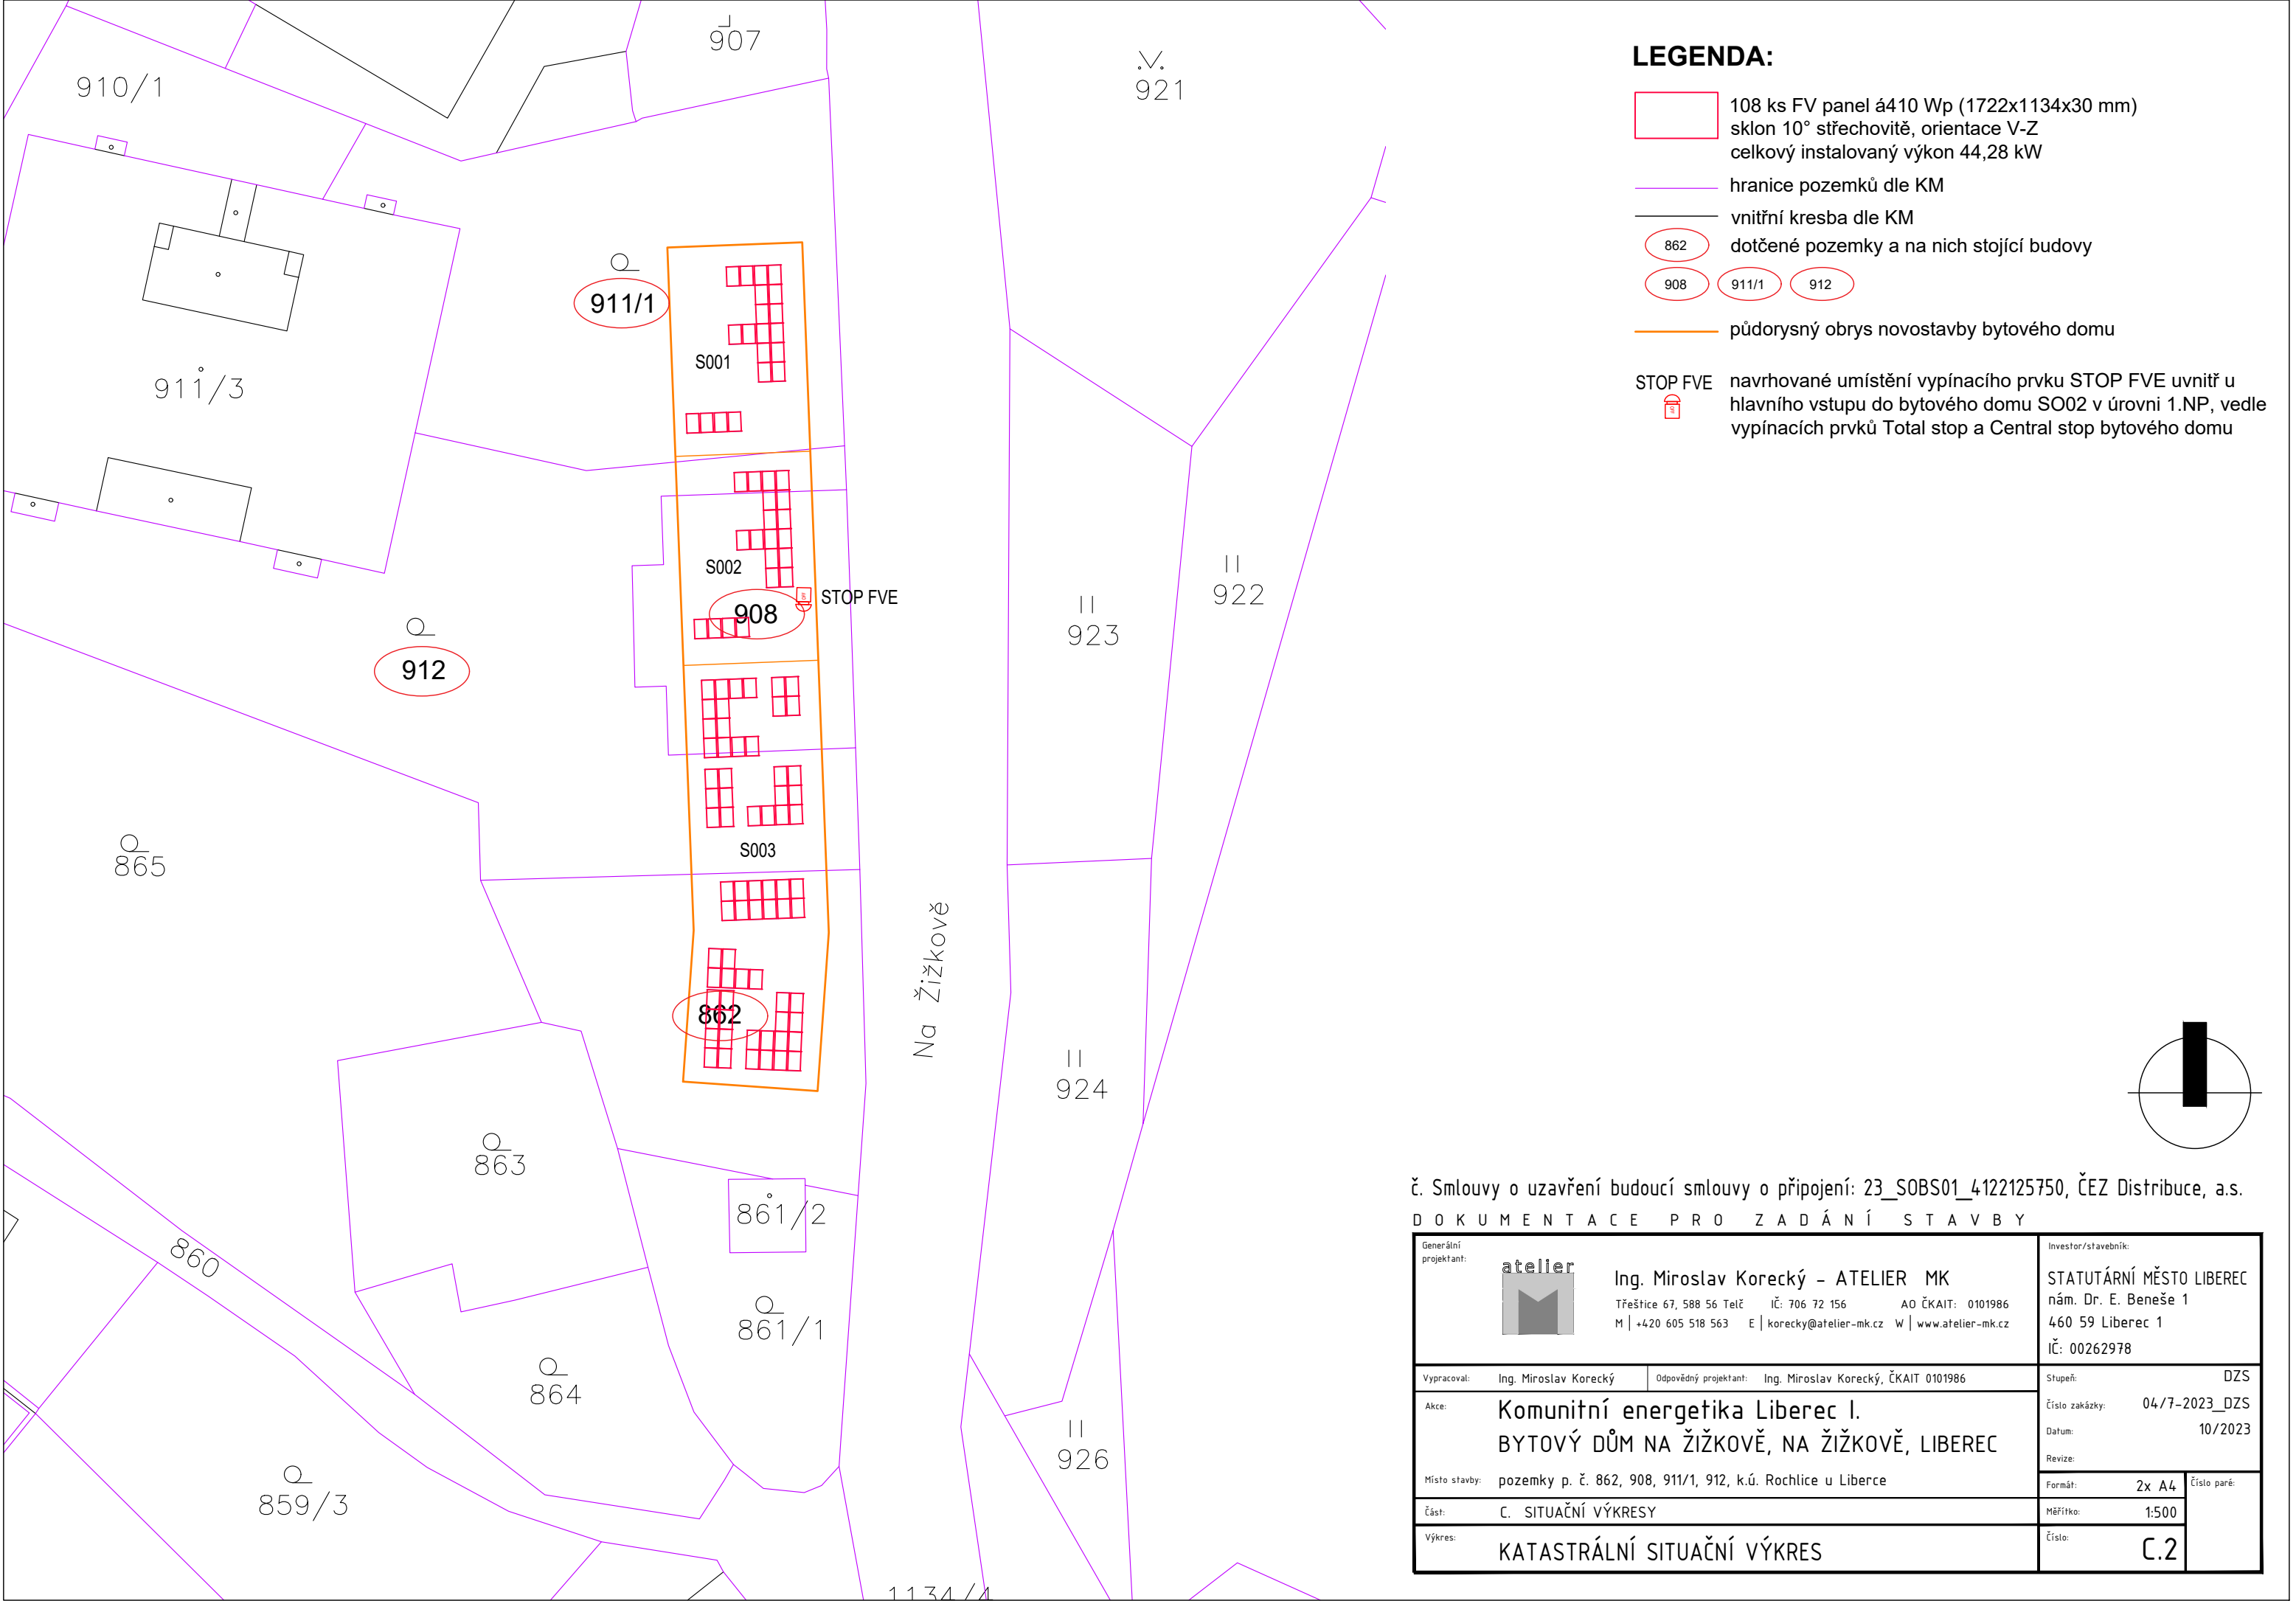 907
921
910/1
911/1
S001
911/3
S002
STOP FVE
908
922
923
912
865
S003
Na Žižkově
862
924
863
861/2
860
861/1
864
926
859/3
1134/4
LEGENDA:
108 ks FV panel á410 Wp (1722x1134x30 mm)
sklon 10° střechovitě, orientace V-Z
celkový instalovaný výkon 44,28 kW
hranice pozemků dle KM
vnitřní kresba dle KM
862 dotčené pozemky a na nich stojící budovy
908 911/1 912
půdorysný obrys novostavby bytového domu
STOP FVE navrhované umístění vypínacího prvku STOP FVE uvnitř u
hlavního vstupu do bytového domu SO02 v úrovni 1.NP, vedle
vypínacích prvků Total stop a Central stop bytového domu
č. Smlouvy o uzavření budoucí smlouvy o připojení: 23_SOBS01_4122125750, ČEZ Distribuce, a.s.
DOKUMENTACE PRO ZADÁNÍ STAVBY
Generální
projektant:
atelier
M
Ing. Miroslav Korecký - ATELIER MK
Třeštice 67, 588 56 Telč IČ: 706 72 156 AO ČKAIT: 0101986
M | +420 605 518 563 E | korecky@atelier-mk.cz W | www.atelier-mk.cz
Investor/stavebník:
STATUTÁRNÍ MĚSTO LIBEREC
nám. Dr. E. Beneše 1
460 59 Liberec 1
IČ: 00262978
Vypracoval: Ing. Miroslav Korecký Odpovědný projektant: Ing. Miroslav Korecký, ČKAIT 0101986
Stupeň: DZS
Akce: Komunitní energetika Liberec I.
BYTOVÝ DŮM NA ŽIŽKOVĚ, NA ŽIŽKOVĚ, LIBEREC
Číslo zakázky: 04/7-2023_DZS
Datum: 10/2023
Revize:
Místo stavby: pozemky p. č. 862, 908, 911/1, 912, k.ú. Rochlice u Liberce
Formát: 2x A4
Číslo paré:
Část: C. SITUAČNÍ VÝKRESY
Měřítko: 1:500
Výkres: KATASTRÁLNÍ SITUAČNÍ VÝKRES
Číslo: C.2